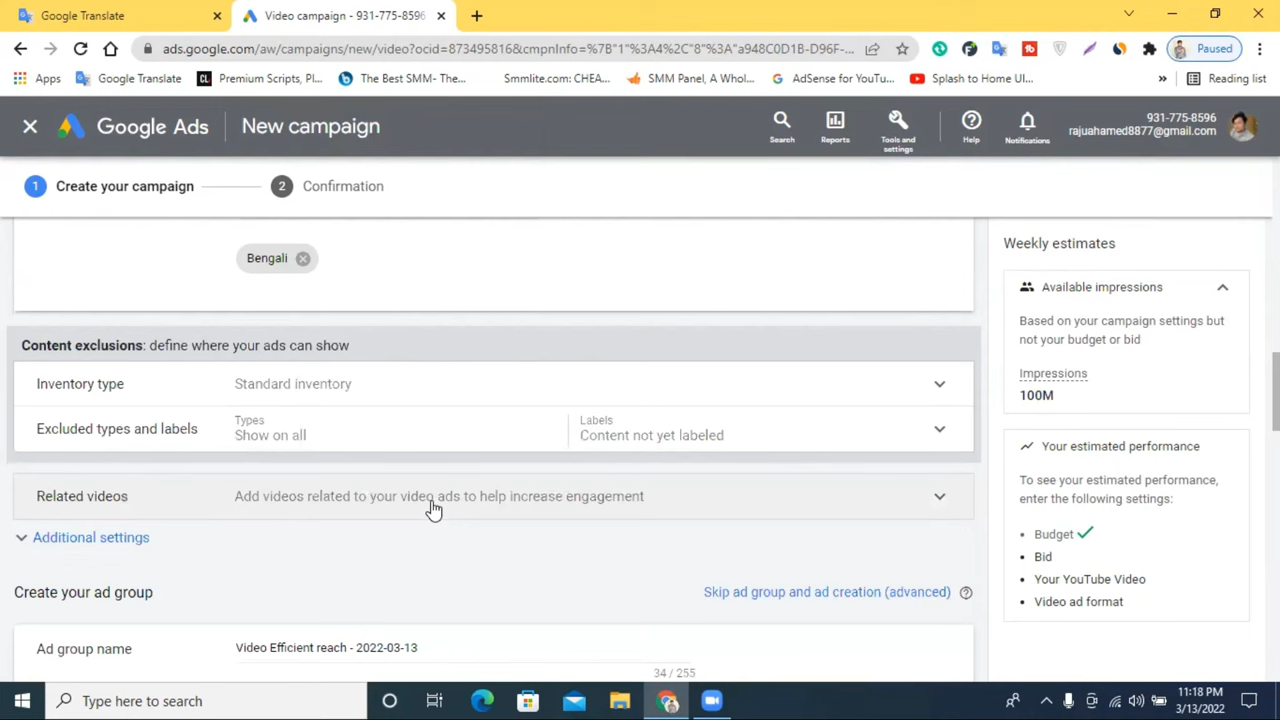 Google Translate
Video campaign - 931-775-8596
ads.google.com/aw/campaigns/new/video?ocid=873495816&cmpnInfo=%7B"1"%3A4%2C"8"%3A"a948C0D1B-D96F-...
Paused
Apps
Google Translate
Premium Scripts, Pl...
The Best SMM- The...
Smmlite.com: CHEA...
SMM Panel, A Whol...
AdSense for YouTu...
Splash to Home UI...
»
Reading list
Google Ads
New campaign
Search
Reports
Tools and settings
Help
Notifications
931-775-8596
rajuahamed8877@gmail.com
1 Create your campaign
2 Confirmation
Bengali
Content exclusions: define where your ads can show
Inventory type
Standard inventory
Excluded types and labels
Types
Show on all
Labels
Content not yet labeled
Related videos
Add videos related to your video ads to help increase engagement
Additional settings
Create your ad group
Skip ad group and ad creation (advanced)
Ad group name
Video Efficient reach - 2022-03-13
34 / 255
Weekly estimates
Available impressions
Based on your campaign settings but
not your budget or bid
Impressions
100M
Your estimated performance
To see your estimated performance,
enter the following settings:
• Budget
• Bid
• Your YouTube Video
• Video ad format
Type here to search
11:18 PM
3/13/2022